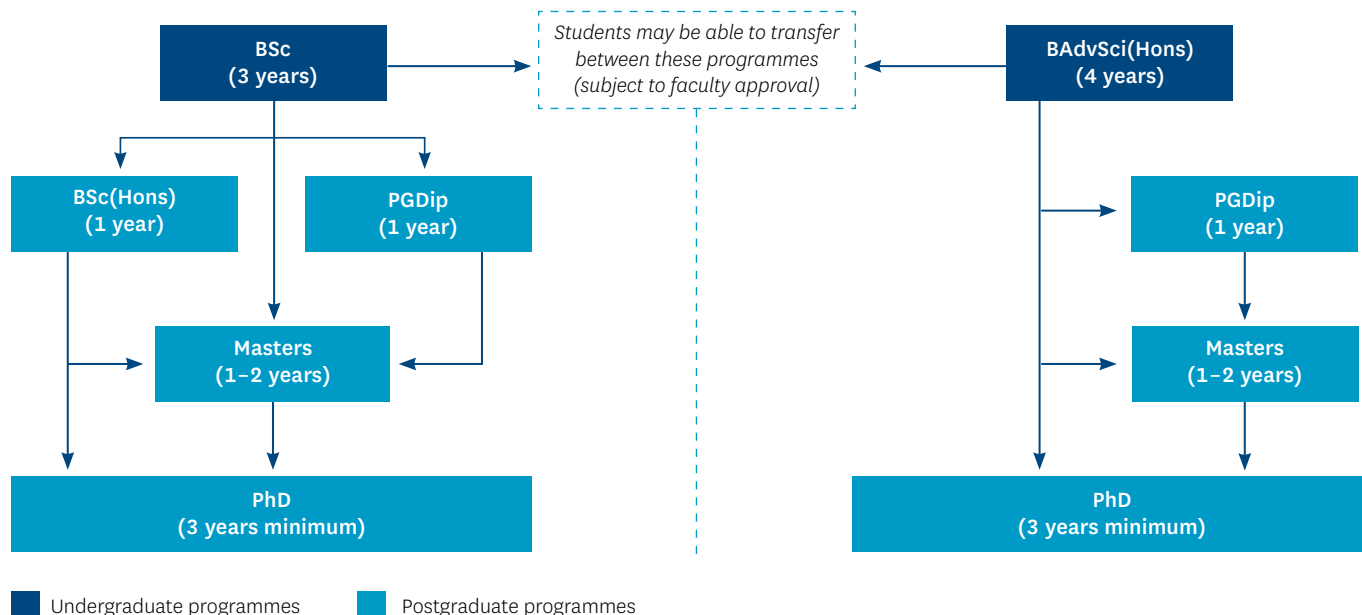 BSc
(3 years)
Students may be able to transfer
between these programmes
(subject to faculty approval)
BAdvSci(Hons)
(4 years)
BSc(Hons)
(1 year)
PGDip
(1 year)
PGDip
(1 year)
Masters
(1–2 years)
Masters
(1–2 years)
PhD
(3 years minimum)
PhD
(3 years minimum)
Undergraduate programmes
Postgraduate programmes